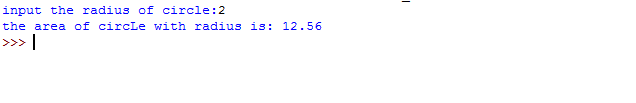 input the radius of circle:2
the area of circLe with radius is: 12.56
>>>